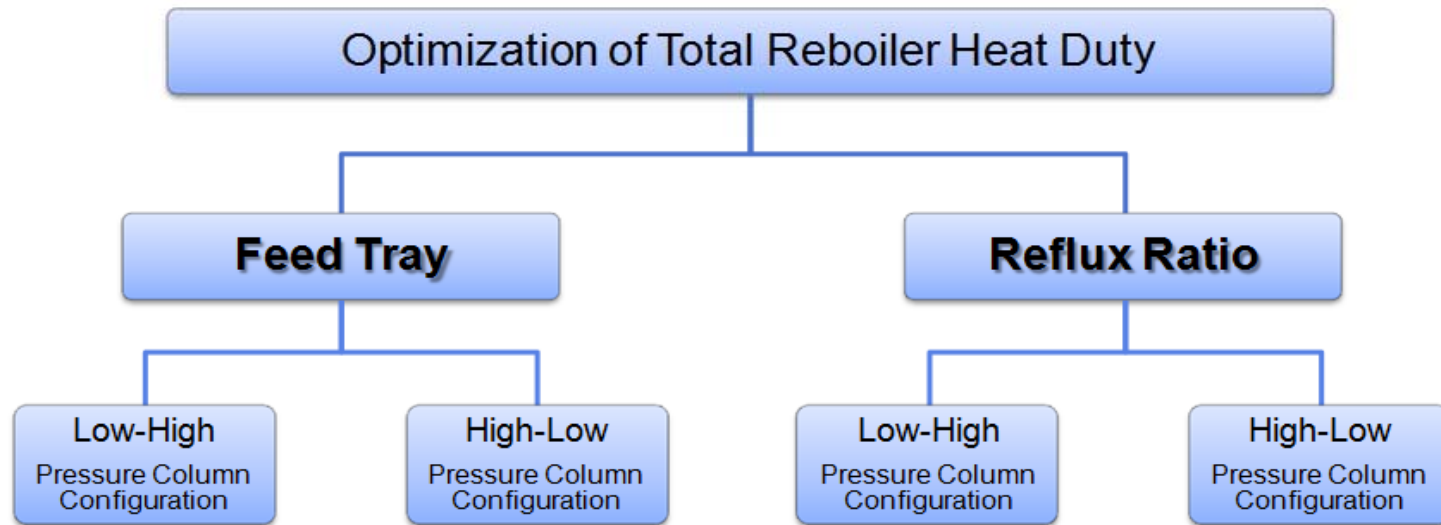 Optimization of Total Reboiler Heat Duty
Feed Tray
Reflux Ratio
Low-High
Pressure Column
Configuration
High-Low
Pressure Column
Configuration
Low-High
Pressure Column
Configuration
High-Low
Pressure Column
Configuration